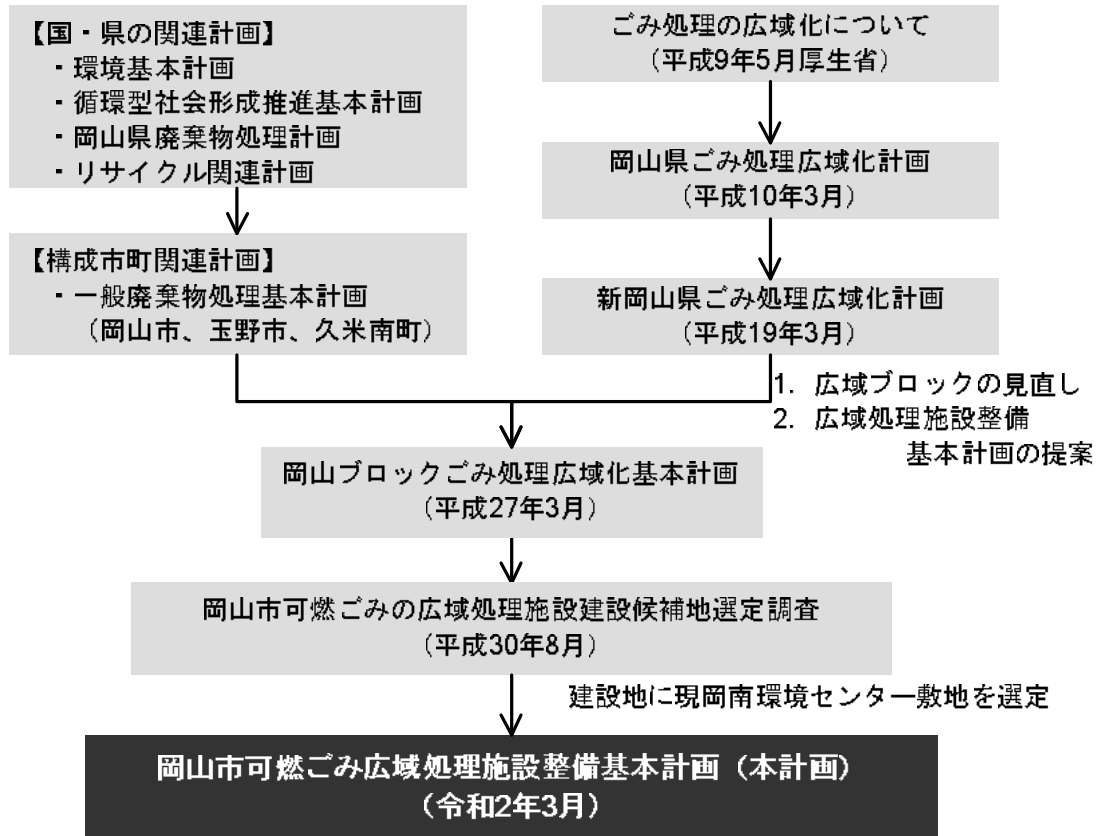 【国・県の関連計画】
・環境基本計画
・循環型社会形成推進基本計画
・岡山県廃棄物処理計画
・リサイクル関連計画
【構成市町関連計画】
・一般廃棄物処理基本計画
（岡山市、玉野市、久米南町）
ごみ処理の広域化について
（平成9年5月厚生省）
岡山県ごみ処理広域化計画
（平成10年3月）
新岡山県ごみ処理広域化計画
（平成19年3月）
1. 広域ブロックの見直し
2. 広域処理施設整備
基本計画の提案
岡山ブロックごみ処理広域化基本計画
（平成27年3月）
岡山市可燃ごみの広域処理施設建設候補地選定調査
（平成30年8月）
建設地に現岡南環境センター敷地を選定
岡山市可燃ごみ広域処理施設整備基本計画（本計画）
（令和2年3月）